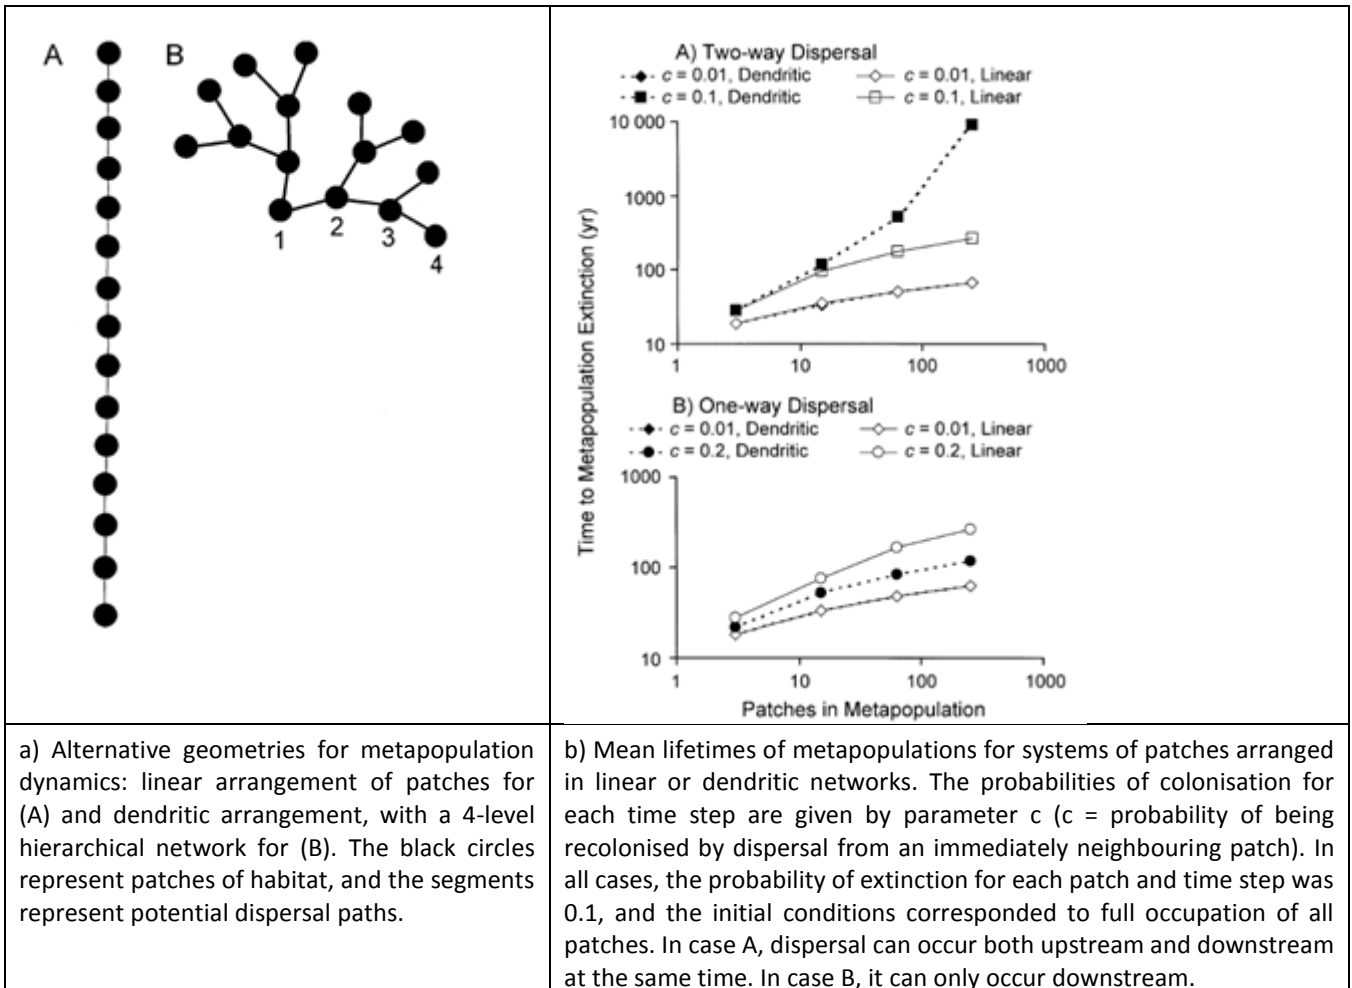 A
B
1
2
3
4
A) Two-way Dispersal
c = 0.01, Dendritic
c = 0.01, Linear
c = 0.1, Dendritic
c = 0.1, Linear
10 000
1000
100
10
1
10
100
1000
Time to Metapopulation Extinction (yr)
B) One-way Dispersal
c = 0.01, Dendritic
c = 0.01, Linear
c = 0.2, Dendritic
c = 0.2, Linear
1000
100
10
1
10
100
1000
Patches in Metapopulation
a) Alternative geometries for metapopulation
dynamics: linear arrangement of patches for
(A) and dendritic arrangement, with a 4-level
hierarchical network for (B). The black circles
represent patches of habitat, and the segments
represent potential dispersal paths.
b) Mean lifetimes of metapopulations for systems of patches arranged
in linear or dendritic networks. The probabilities of colonisation for
each time step are given by parameter c (c = probability of being
recolonised by dispersal from an immediately neighbouring patch). In
all cases, the probability of extinction for each patch and time step was
0.1, and the initial conditions corresponded to full occupation of all
patches. In case A, dispersal can occur both upstream and downstream
at the same time. In case B, it can only occur downstream.